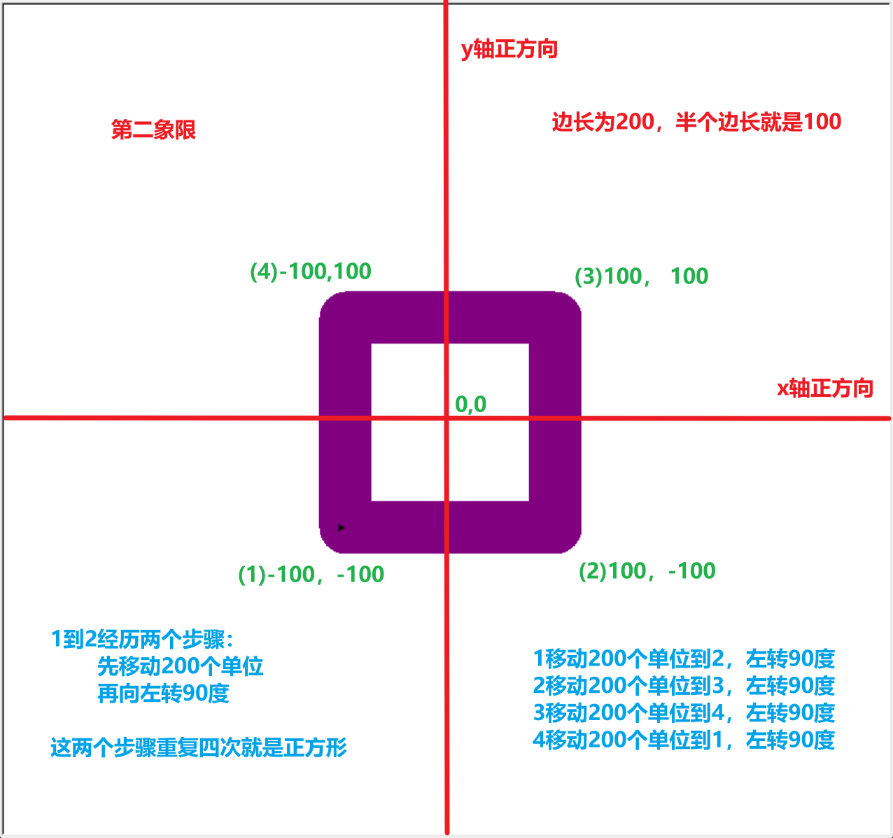 y轴正方向
第二象限
边长为200，半个边长就是100
(4)-100,100
(3)100， 100
x轴正方向
0,0
(1)-100，-100
(2)100，-100
1到2经历两个步骤：
先移动200个单位
再向左转90度
这两个步骤重复四次就是正方形
1移动200个单位到2，左转90度
2移动200个单位到3，左转90度
3移动200个单位到4，左转90度
4移动200个单位到1，左转90度